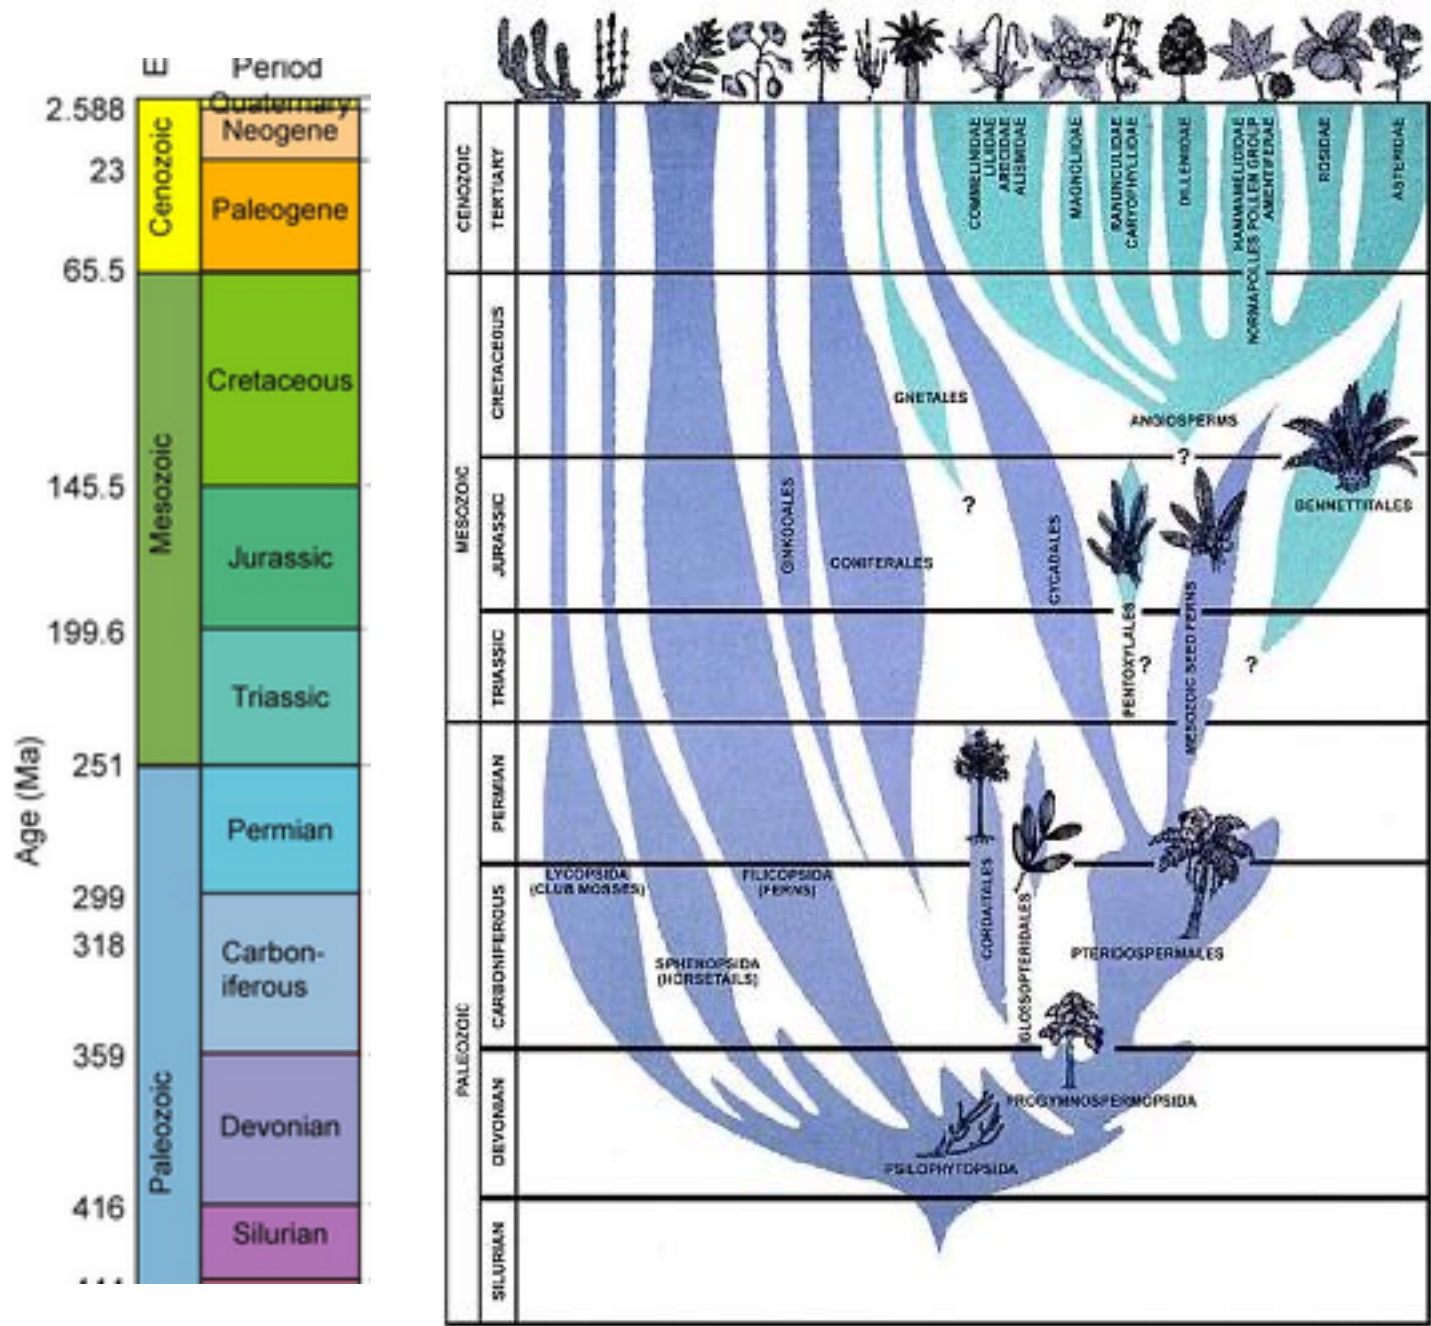 E
Period
2.588
Quaternary
Neogene
23
Paleogene
Cenozoic
65.5
Cretaceous
Mesozoic
145.5
Jurassic
199.6
Triassic
251
Age (Ma)
Permian
299
318
Carbon-
iferous
359
Devonian
Paleozoic
416
Silurian
CENOZOIC
TERTIARY
COMMELINIDAE
LILIIDAE
ARECIDAE
ALISMIDAE
MAGNOLIIDAE
RANUNCULIDAE
CARYOPHYLLIDAE
DILLENIIDAE
HAMMAMELIDIDAE
NORMAPOLLES POLLEN GROUP
AMENTIFERAE
ROSIDAE
ASTERIDAE
MESOZOIC
CRETACEOUS
GNETALES
ANGIOSPERMS
?
JURASSIC
GINKGOALES
CONIFERALES
?
CYCADALES
BENNETTITALES
TRIASSIC
PENTOXYLALES
?
MESOZOIC SEED FERNS
?
PALEOZOIC
PERMIAN
CARBONIFEROUS
LYCOPSIDA
(CLUB MOSSES)
FILICOPSIDA
(FERNS)
SPHENOPSIDA
(HORSETAILS)
CORDAITALES
GLOSSOPTERIDALES
PTERIDOSPERMALES
DEVONIAN
PROGYMNOSPERMOPSIDA
PSILOPHYTOPSIDA
SILURIAN